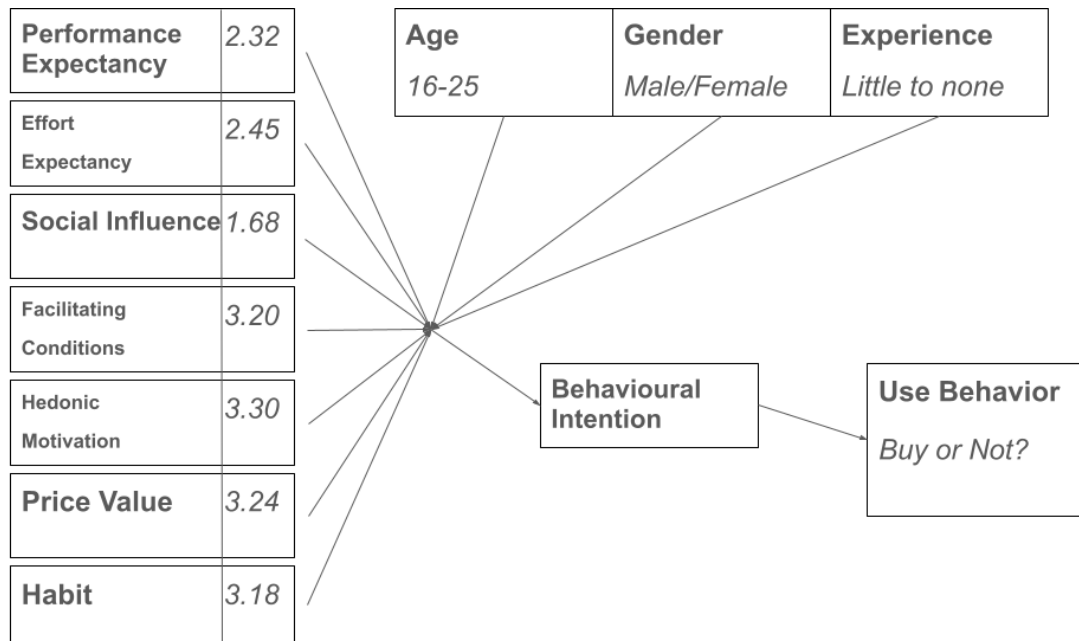 Performance
Expectancy
2.32
Effort
Expectancy
2.45
Social Influence
1.68
Facilitating
Conditions
3.20
Hedonic
Motivation
3.30
Price Value
3.24
Habit
3.18
Age
16-25
Gender
Male/Female
Experience
Little to none
Behavioural
Intention
Use Behavior
Buy or Not?